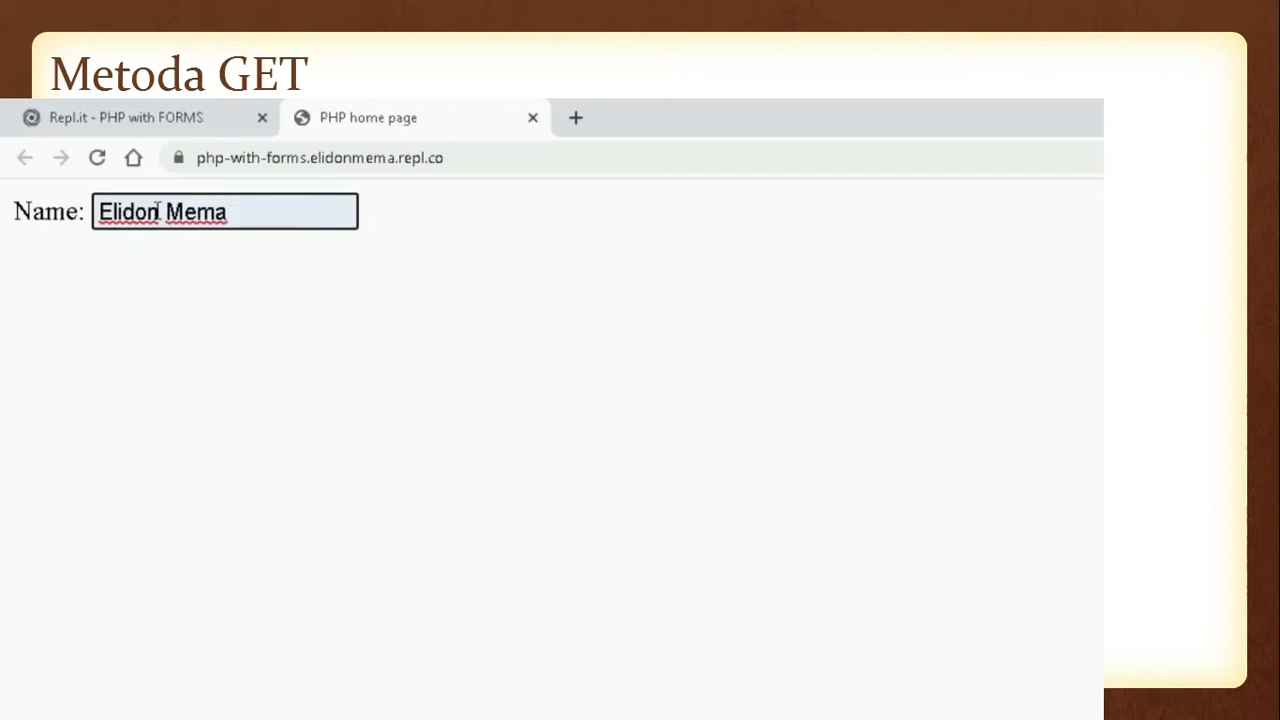 Metoda GET
Repl.it - PHP with FORMS
PHP home page
php-with-forms.elidonmema.repl.co
Name: Elidon Mema